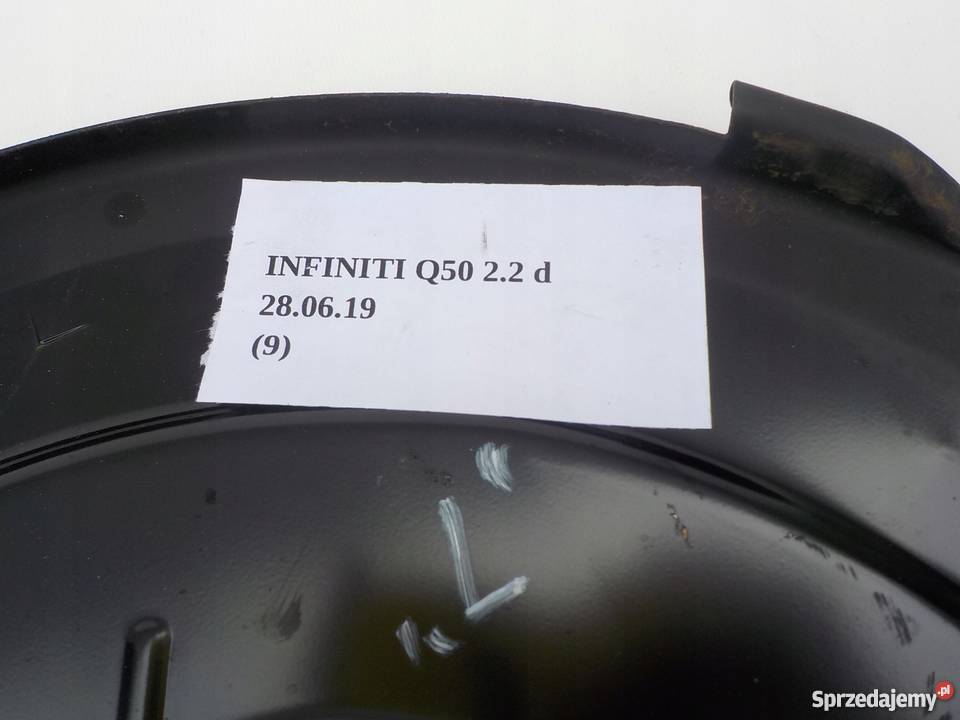 INFINITI Q50 2.2 d
28.06.19
(9)
Sprzedajemy.pl